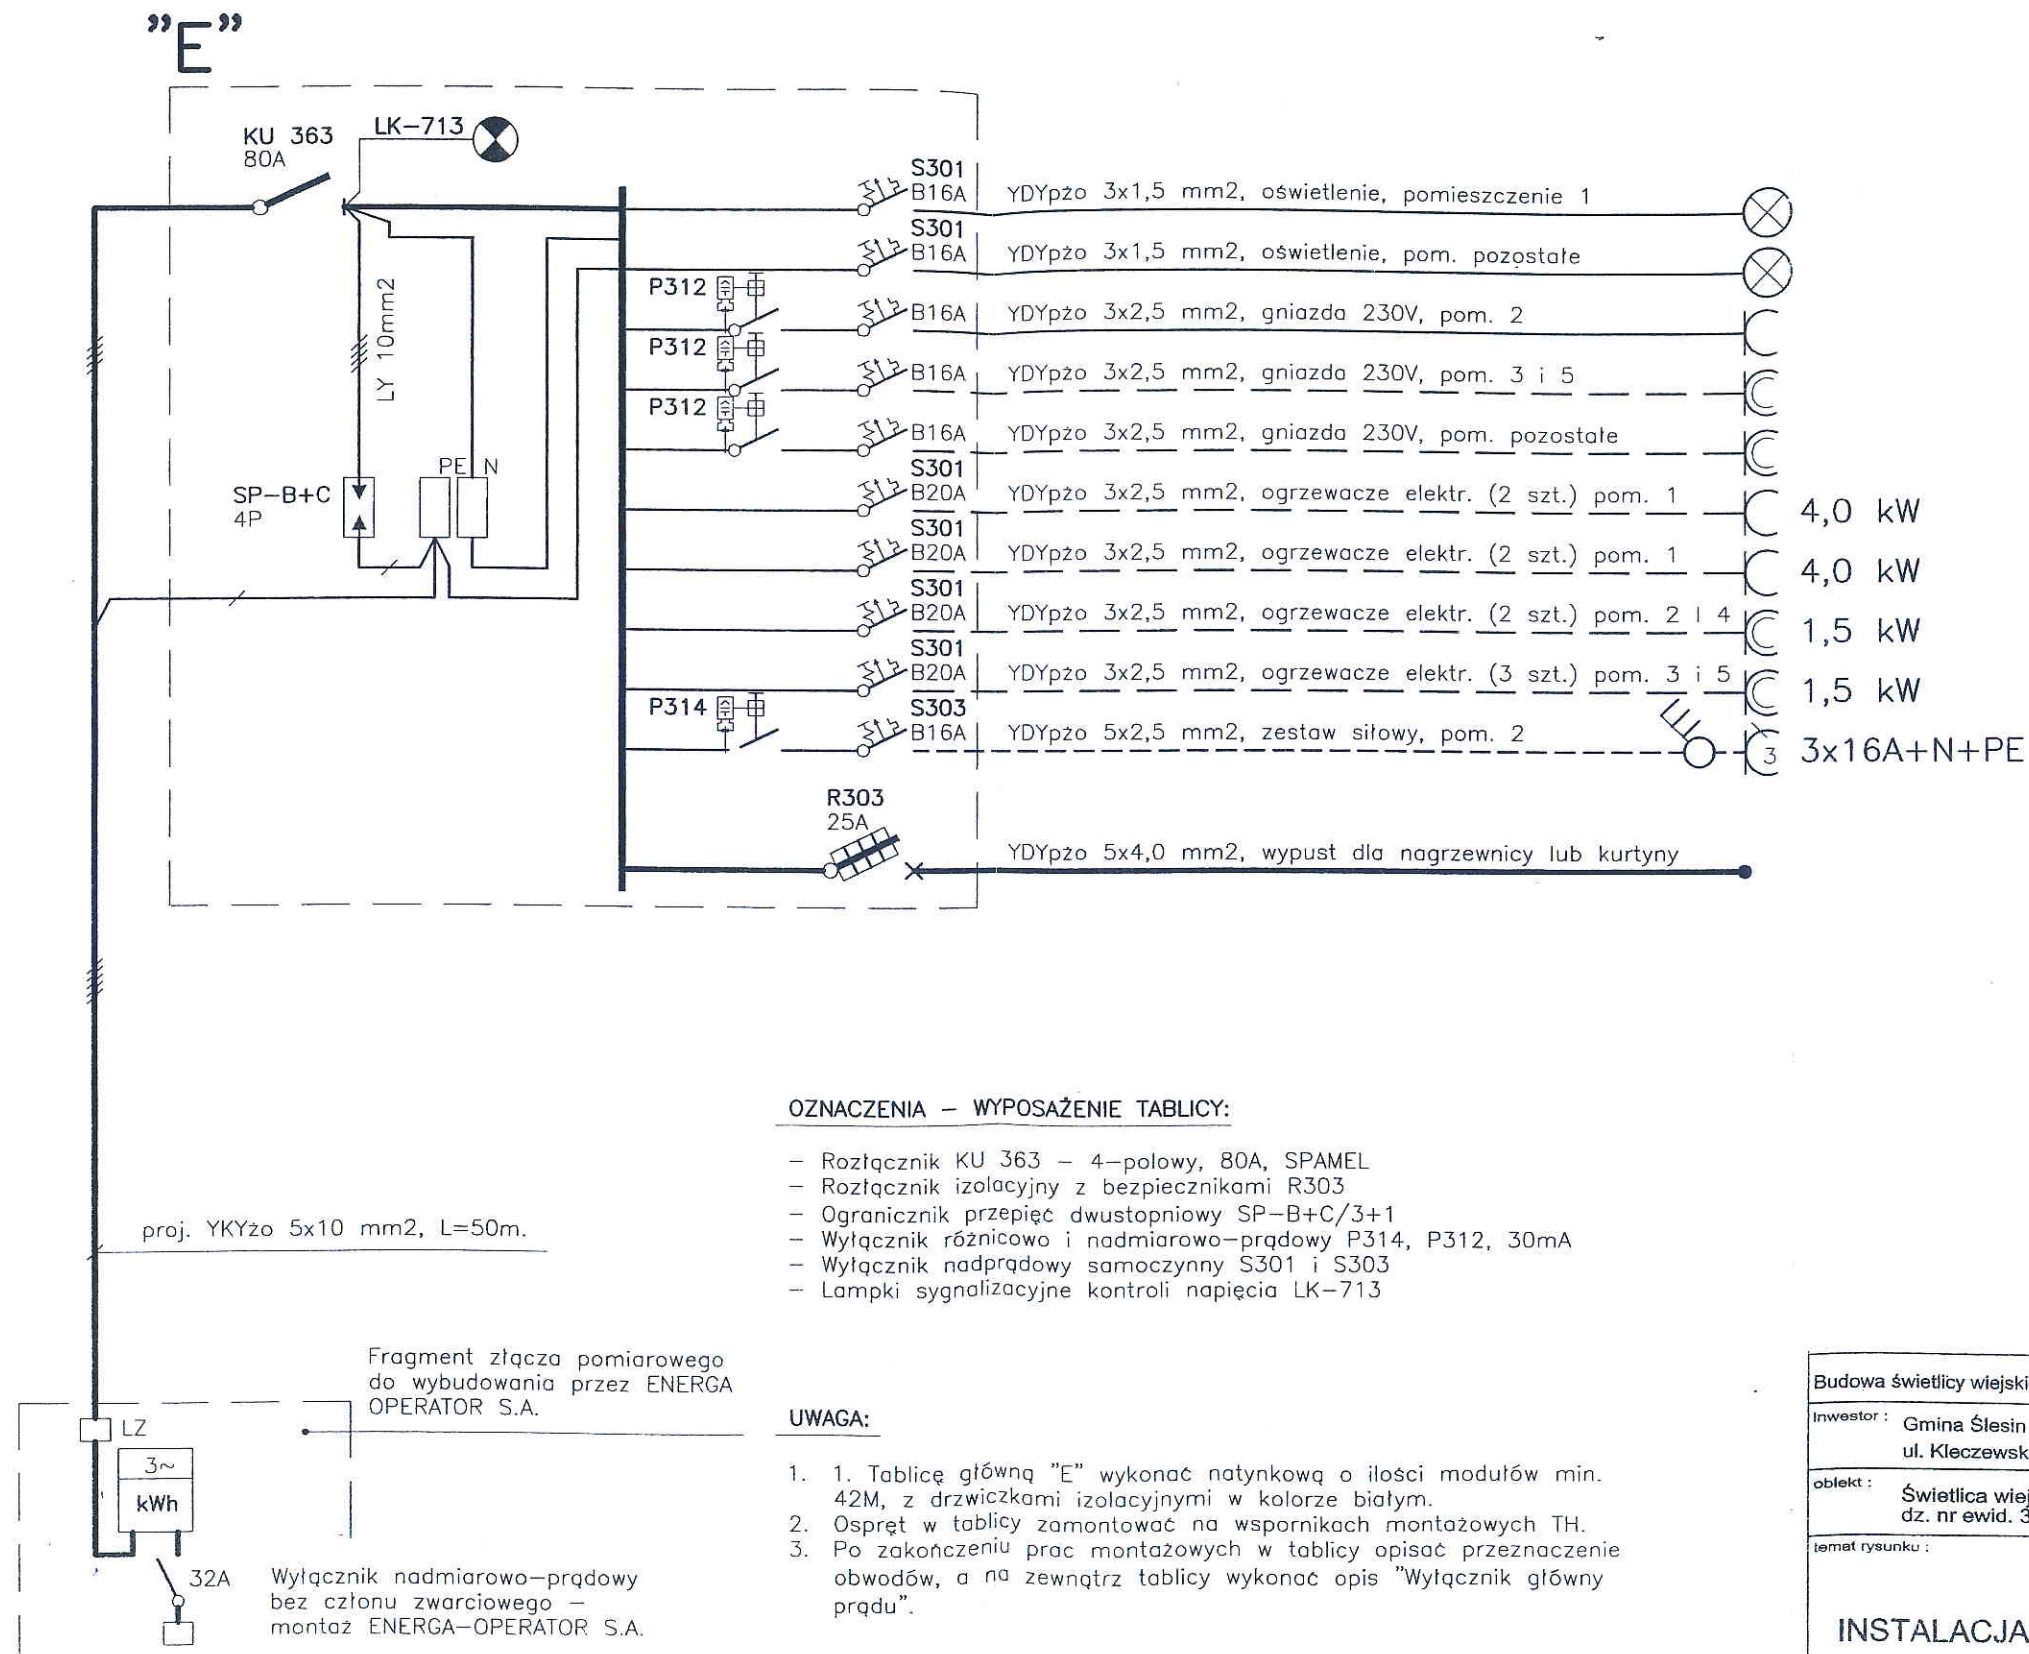 "E"
KU 363
80A
LK-713
S301
B16A
YDYpżo 3x1,5 mm2, oświetlenie, pomieszczenie 1
S301
B16A
YDYpżo 3x1,5 mm2, oświetlenie, pom. pozostałe
P312
B16A
YDYpżo 3x2,5 mm2, gniazda 230V, pom. 2
P312
B16A
YDYpżo 3x2,5 mm2, gniazda 230V, pom. 3 i 5
P312
B16A
YDYpżo 3x2,5 mm2, gniazda 230V, pom. pozostałe
LY 10mm2
PE N
SP-B+C
4P
S301
B20A
YDYpżo 3x2,5 mm2, ogrzewacze elektr. (2 szt.) pom. 1
4,0 kW
S301
B20A
YDYpżo 3x2,5 mm2, ogrzewacze elektr. (2 szt.) pom. 1
4,0 kW
S301
B20A
YDYpżo 3x2,5 mm2, ogrzewacze elektr. (2 szt.) pom. 2 I 4
1,5 kW
S301
B20A
YDYpżo 3x2,5 mm2, ogrzewacze elektr. (3 szt.) pom. 3 i 5
1,5 kW
P314
S303
B16A
YDYpżo 5x2,5 mm2, zestaw siłowy, pom. 2
3
3x16A+N+PE
R303
25A
YDYpżo 5x4,0 mm2, wypust dla nagrzewnicy lub kurtyny
OZNACZENIA – WYPOSAŻENIE TABLICY:
– Rozłącznik KU 363 – 4-polowy, 80A, SPAMEL
– Rozłącznik izolacyjny z bezpiecznikami R303
– Ogranicznik przepięć dwustopniowy SP-B+C/3+1
– Wyłącznik różnicowo i nadmiarowo-prądowy P314, P312, 30mA
– Wyłącznik nadprądowy samoczynny S301 i S303
– Lampki sygnalizacyjne kontroli napięcia LK-713
proj. YKYżo 5x10 mm2, L=50m.
Fragment złącza pomiarowego
do wybudowania przez ENERGA
OPERATOR S.A.
LZ
3~
kWh
32A
Wyłącznik nadmiarowo-prądowy
bez członu zwarciowego –
montaż ENERGA-OPERATOR S.A.
UWAGA:
1. 1. Tablicę główną "E" wykonać natynkową o ilości modułów min.
42M, z drzwiczkami izolacyjnymi w kolorze białym.
2. Ospręt w tablicy zamontować na wspornikach montażowych TH.
3. Po zakończeniu prac montażowych w tablicy opisać przeznaczenie
obwodów, a na zewnątrz tablicy wykonać opis "Wyłącznik główny
prądu".
Budowa świetlicy wiejski
Inwestor : Gmina Ślesin
ul. Kleczewsk
obiekt : Świetlica wiej
dz. nr ewid. 3
temat rysunku :
INSTALACJA